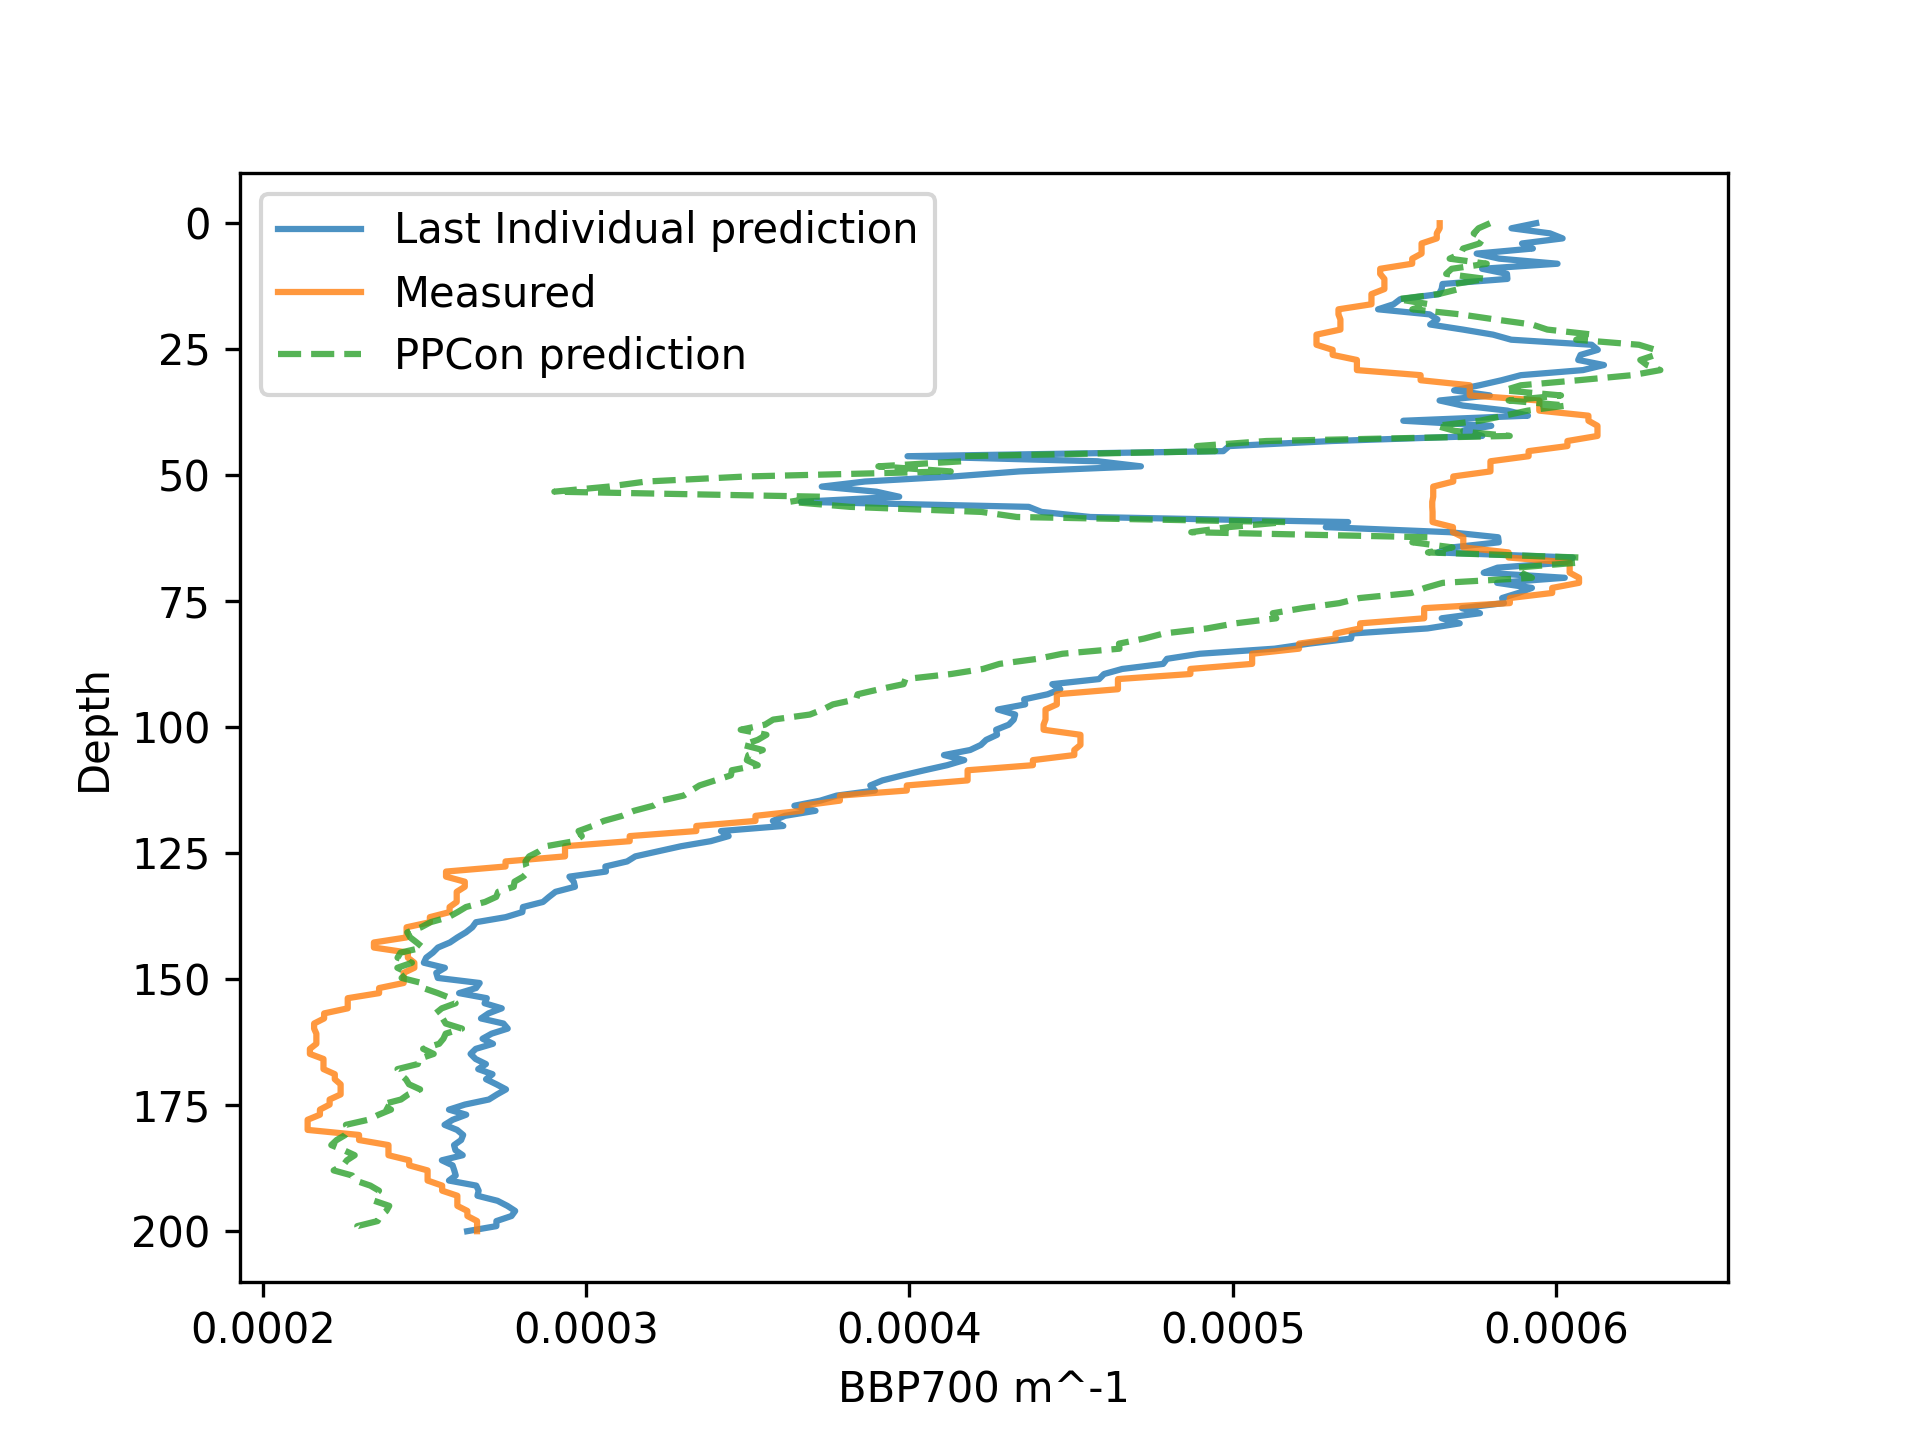 Last Individual prediction
Measured
PPCon prediction
0
25
50
75
100
125
150
175
200
Depth
0.0002 0.0003 0.0004 0.0005 0.0006
BBP700 m^-1